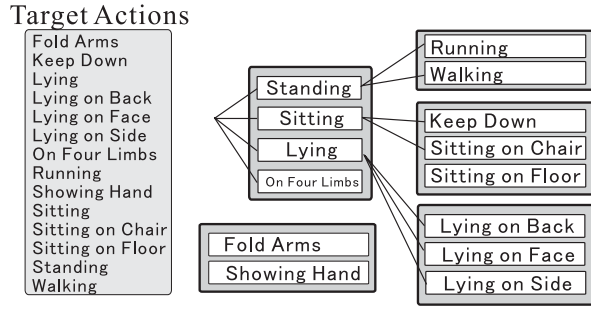 Target Actions
Fold Arms
Keep Down
Lying
Lying on Back
Lying on Face
Lying on Side
On Four Limbs
Running
Showing Hand
Sitting
Sitting on Chair
Sitting on Floor
Standing
Walking
Standing
Sitting
Lying
On Four Limbs
Fold Arms
Showing Hand
Running
Walking
Keep Down
Sitting on Chair
Sitting on Floor
Lying on Back
Lying on Face
Lying on Side